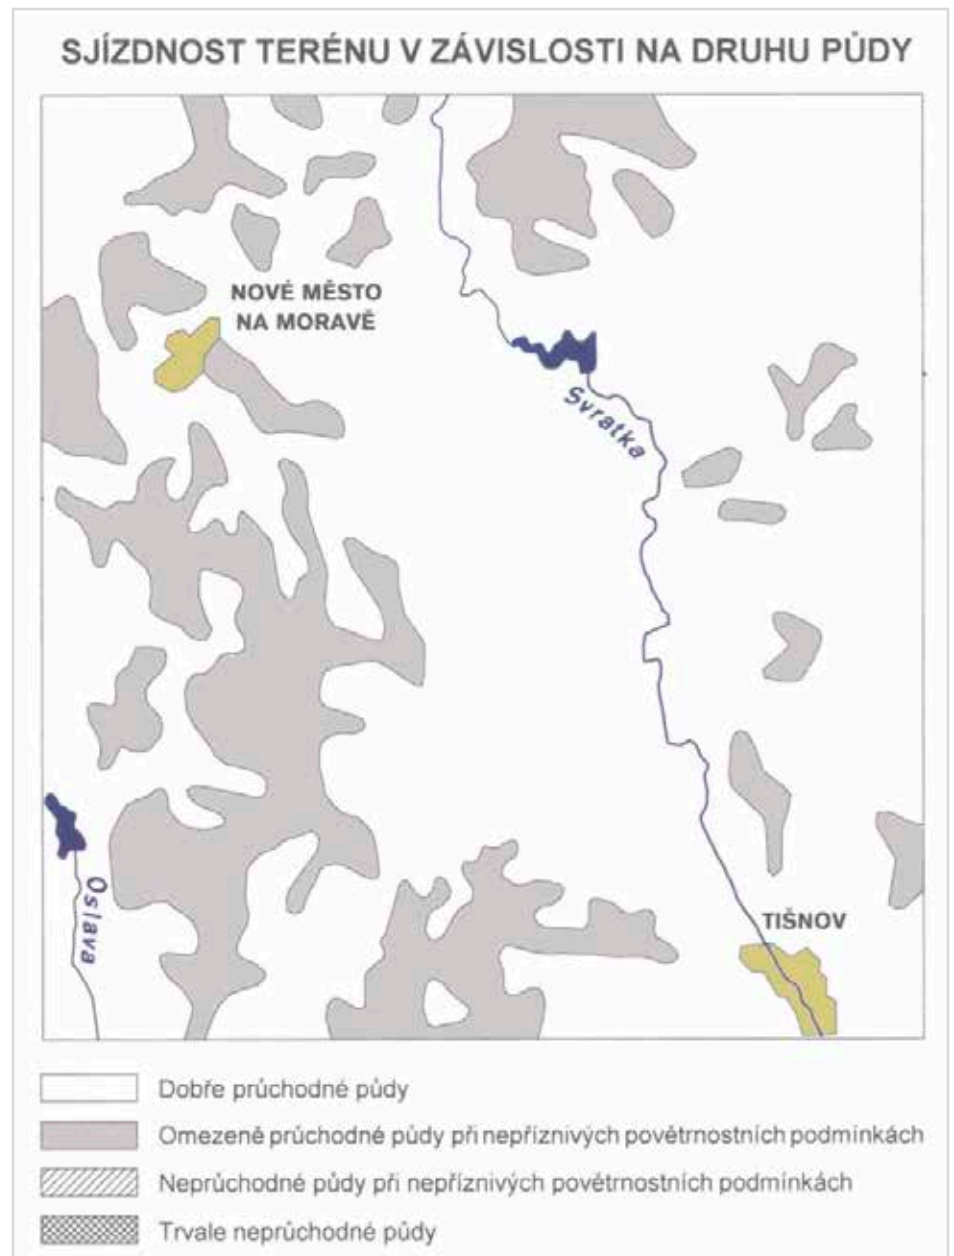 SJÍZDNOST TERÉNU V ZÁVISLOSTI NA DRUHU PŮDY
NOVÉ MĚSTO
NA MORAVĚ
Svratka
Oslava
TIŠNOV
Dobře průchodné půdy
Omezeně průchodné půdy při nepříznivých povětrnostních podmínkách
Neprůchodné půdy při nepříznivých povětrnostních podmínkách
Trvale neprůchodné půdy